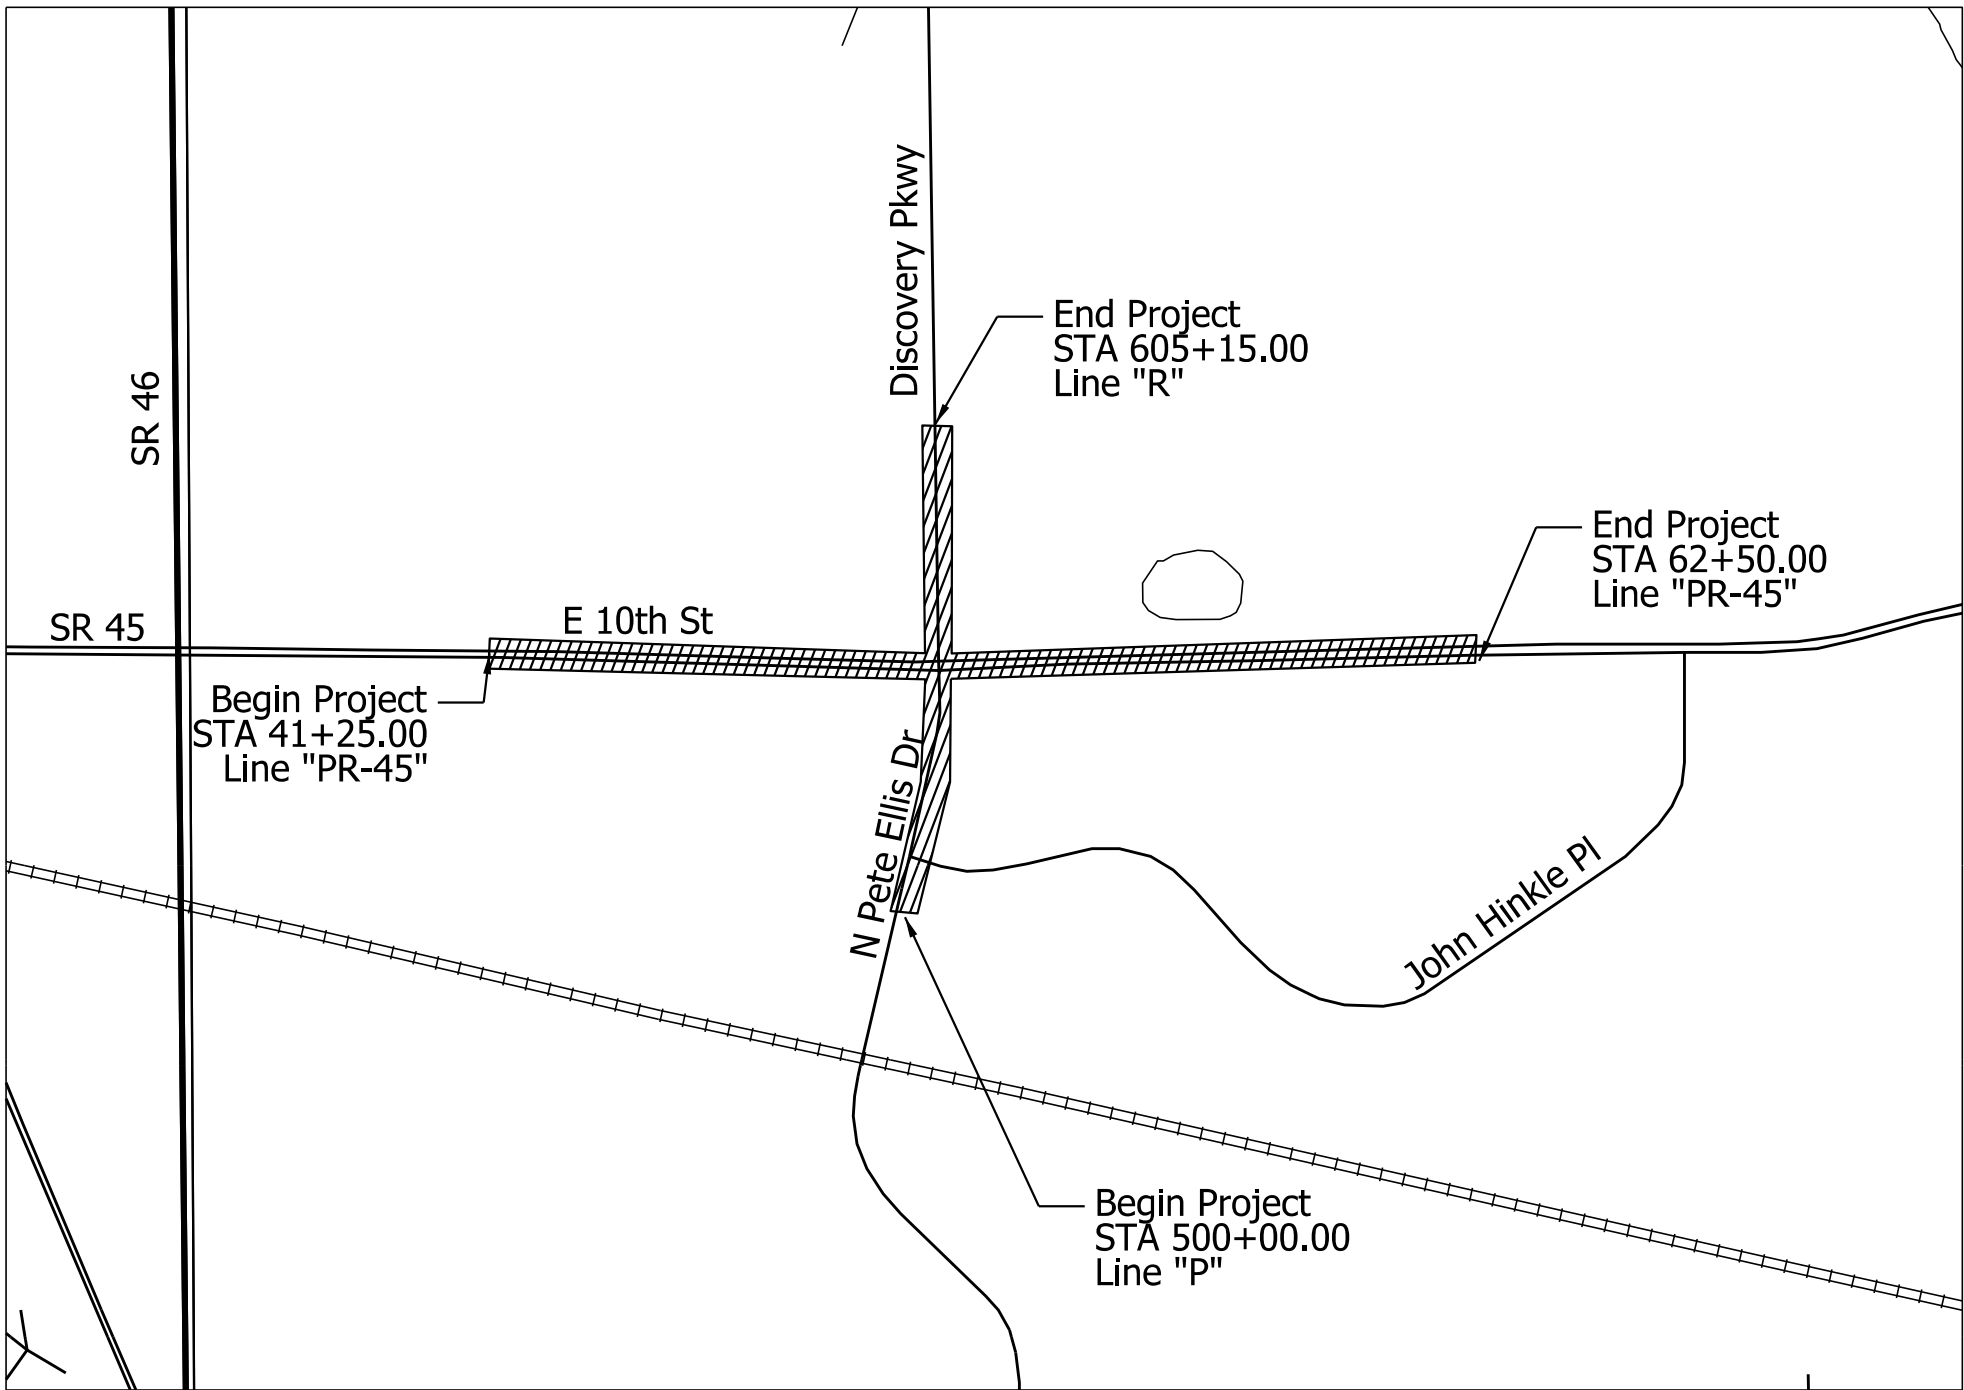 Discovery Pkwy
End Project
STA 605+15.00
Line "R"
SR 46
End Project
STA 62+50.00
Line "PR-45"
SR 45
E 10th St
Begin Project
STA 41+25.00
Line "PR-45"
N Pete Ellis Dr
John Hinkle Pl
Begin Project
STA 500+00.00
Line "P"